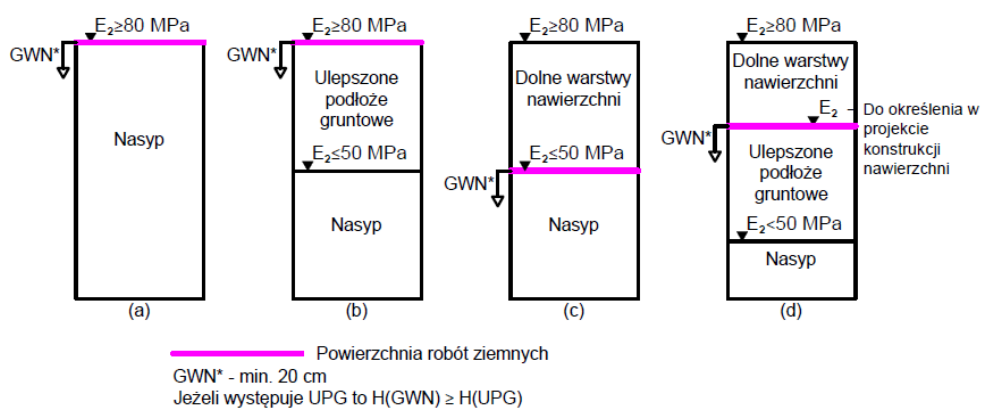 E₂≥80 MPa
GWN*
Nasyp
(a)
E₂≥80 MPa
GWN*
Ulepszone
podłoże
gruntowe
E₂≤50 MPa
Nasyp
(b)
E₂≥80 MPa
Dolne warstwy
nawierzchni
E₂≤50 MPa
GWN*
Nasyp
(c)
E₂≥80 MPa
Dolne warstwy
nawierzchni
E₂ - Do określenia w
projekcie
konstrukcji
nawierzchni
GWN*
Ulepszone
podłoże
gruntowe
E₂<50 MPa
Nasyp
(d)
Powierzchnia robót ziemnych
GWN* - min. 20 cm
Jeżeli występuje UPG to H(GWN) ≥ H(UPG)